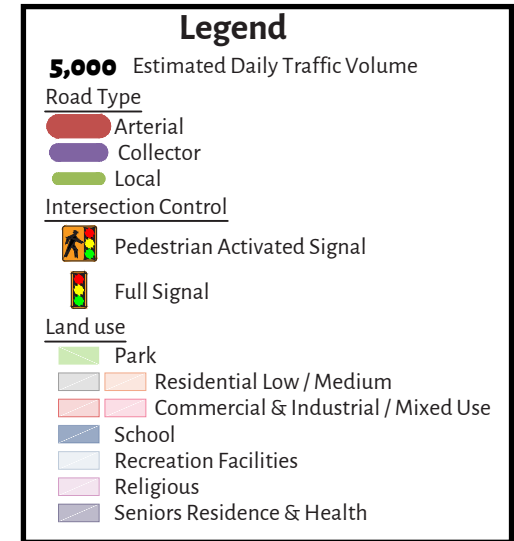 Legend
5,000 Estimated Daily Traffic Volume
Road Type
Arterial
Collector
Local
Intersection Control
Pedestrian Activated Signal
Full Signal
Land use
Park
Residential Low / Medium
Commercial & Industrial / Mixed Use
School
Recreation Facilities
Religious
Seniors Residence & Health